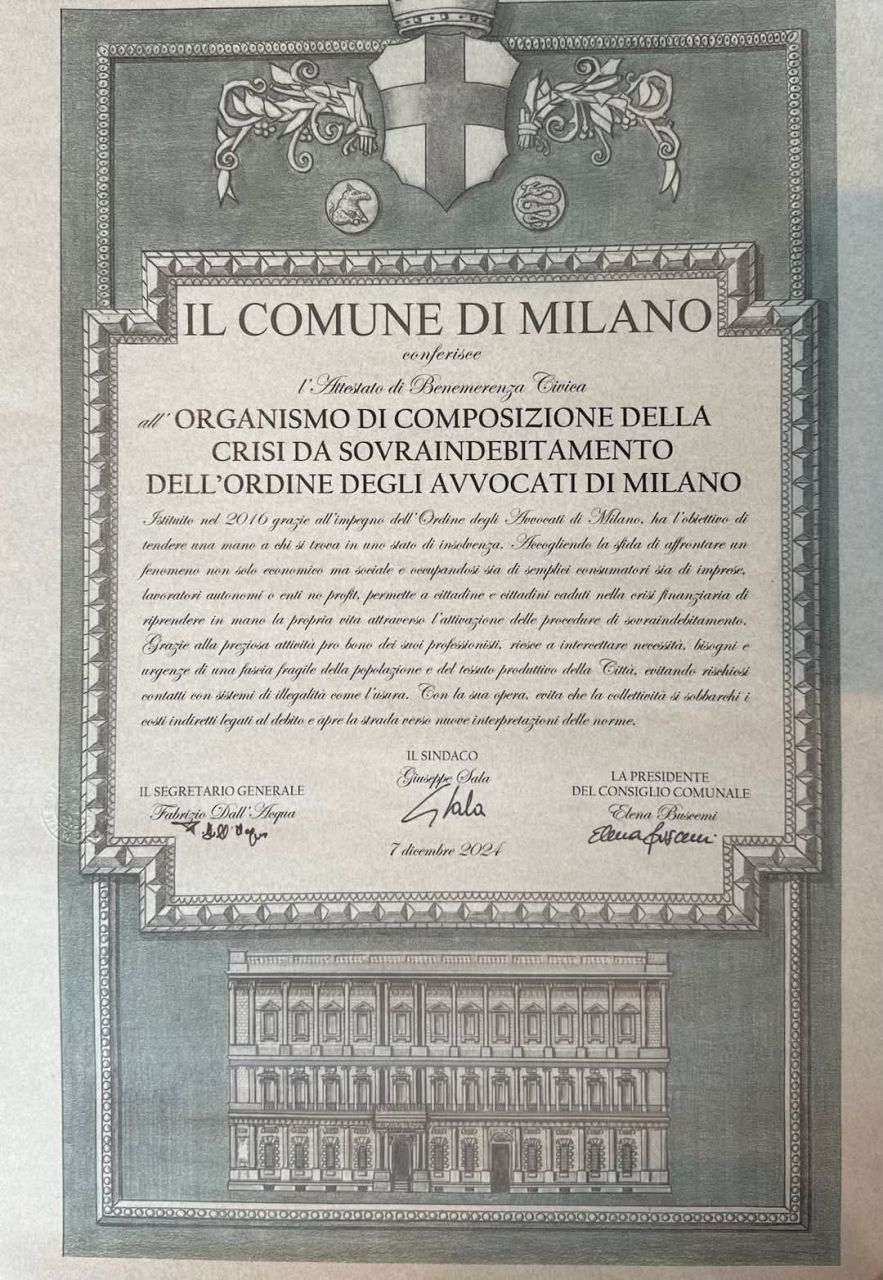 IL COMUNE DI MILANO
conferisce
l'Attestato di Benemerenza Civica
all' ORGANISMO DI COMPOSIZIONE DELLA
CRISI DA SOVRAINDEBITAMENTO
DELL'ORDINE DEGLI AVVOCATI DI MILANO
Istituito nel 2016 grazie all'impegno dell'Ordine degli Avvocati di Milano, ha l'obiettivo di
tendere una mano a chi si trova in uno stato di insolvenza. Accogliendo la sfida di affrontare un
fenomeno non solo economico ma sociale e occupandosi sia di semplici consumatori sia di imprese,
lavoratori autonomi o enti no profit, permette a cittadine e cittadini caduti nella crisi finanziaria di
riprendere in mano la propria vita attraverso l'attivazione delle procedure di sovraindebitamento.
Grazie alla preziosa attività pro bono dei suoi professionisti, riesce a intercettare necessità, bisogni e
urgenze di una fascia fragile della popolazione e del tessuto produttivo della Città, evitando rischiosi
contatti con sistemi di illegalità come l'usura. Con la sua opera, evita che la collettività si sobbarchi i
costi indiretti legati al debito e apre la strada verso nuove interpretazioni delle norme.
IL SINDACO
Giuseppe Sala
GSala
IL SEGRETARIO GENERALE
Fabrizio Dall'Acqua
LA PRESIDENTE
DEL CONSIGLIO COMUNALE
Elena Buscemi
Elena Buscemi
7 dicembre 2024